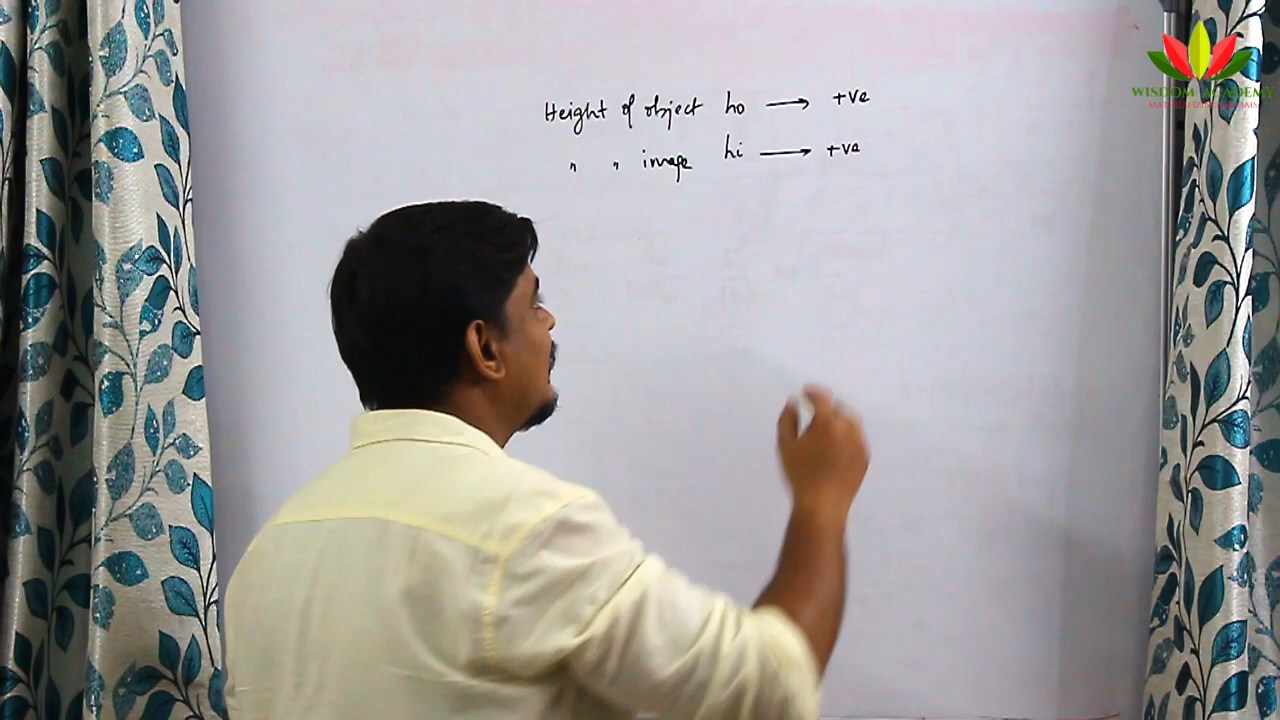 Height of object ho → +ve
" " image hi → +ve
WISDOM ACADEMY